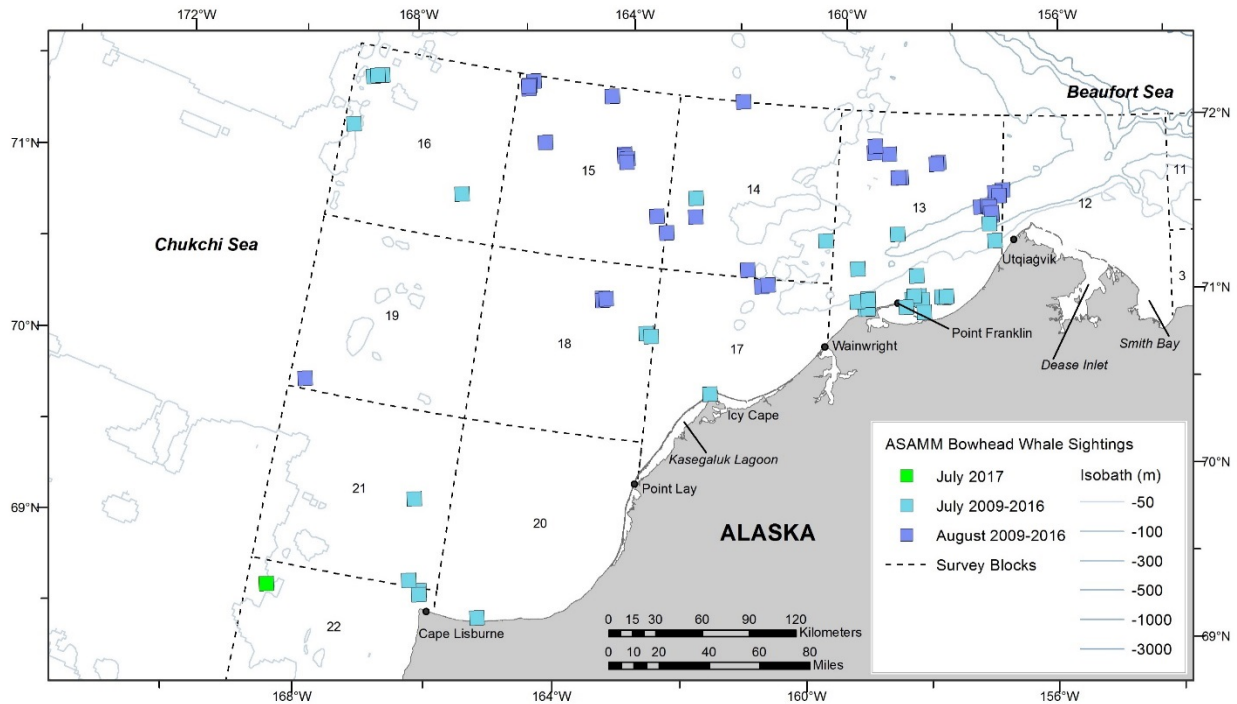 172°W 168°W 164°W 160°W 156°W
Beaufort Sea
72°N
71°N
16
15
14
13
12
11
Chukchi Sea
Utqiaġvik
3
71°N
70°N
19
18
17
Point Franklin
Wainwright
Smith Bay
Dease Inlet
Icy Cape
Kasegaluk Lagoon
Point Lay
70°N
69°N
21
20
ALASKA
22
Cape Lisburne
69°N
ASAMM Bowhead Whale Sightings
July 2017
July 2009-2016
August 2009-2016
Survey Blocks
Isobath (m)
-50
-100
-300
-500
-1000
-3000
0 15 30 60 90 120
Kilometers
0 10 20 40 60 80
Miles
168°W 164°W 160°W 156°W